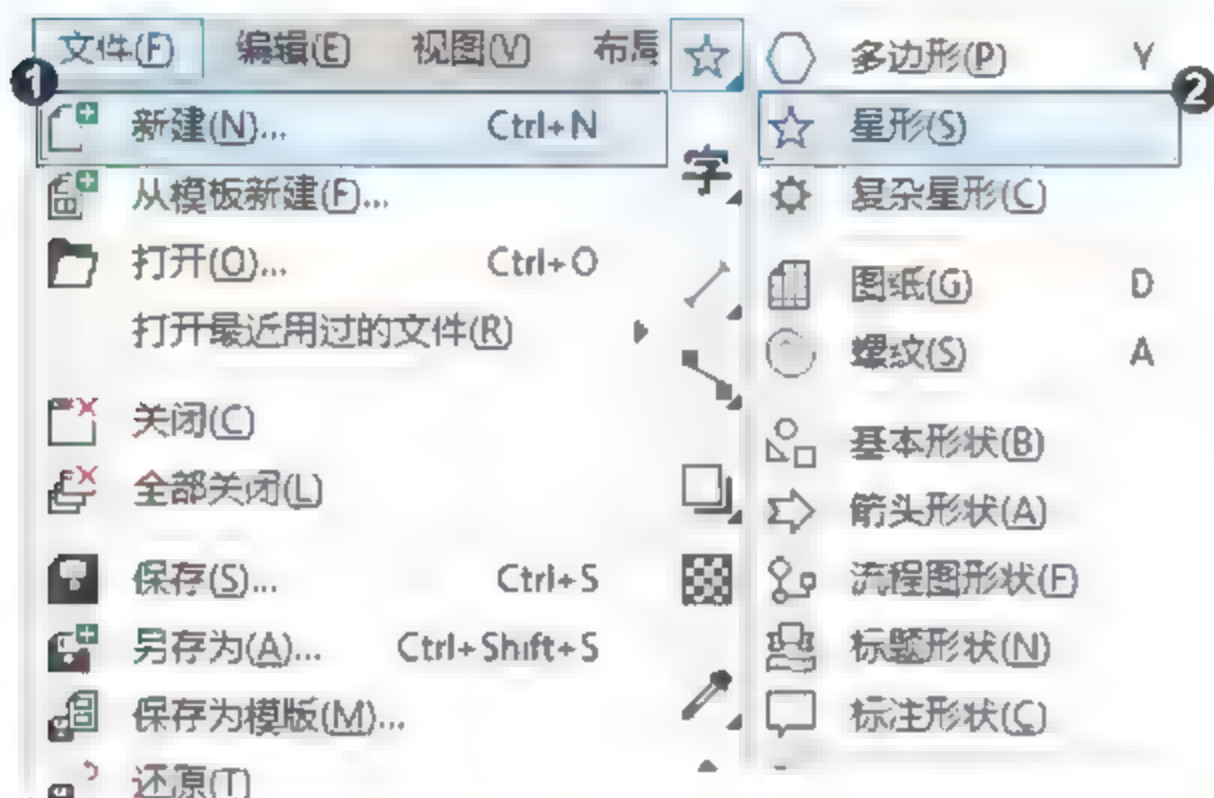 文件(F) 编辑(E) 视图(V) 布局
1
新建(N)... Ctrl+N
从模板新建(F)...
打开(O)... Ctrl+O
打开最近用过的文件(R)
关闭(C)
全部关闭(L)
保存(S)... Ctrl+S
另存为(A)... Ctrl+Shift+S
保存为模版(M)...
还原(T)
字
多边形(P) Y
2
星形(S)
复杂星形(C)
图纸(G) D
螺纹(S) A
基本形状(B)
箭头形状(A)
流程图形状(F)
标题形状(N)
标注形状(C)